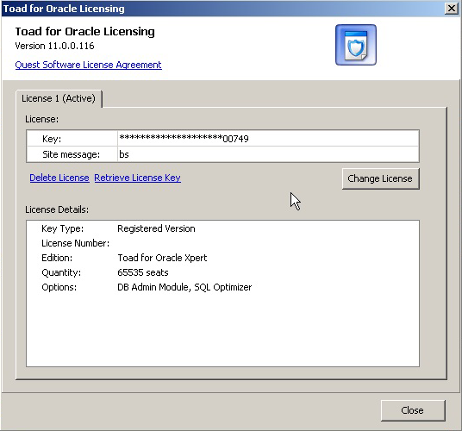 Toad for Oracle Licensing
Toad for Oracle Licensing
Version 11.0.0.116
Quest Software License Agreement
License 1 (Active)
License:
Key: ********************00749
Site message: bs
Delete License Retrieve License Key Change License
License Details:
Key Type: Registered Version
License Number:
Edition: Toad for Oracle Xpert
Quantity: 65535 seats
Options: DB Admin Module, SQL Optimizer
Close